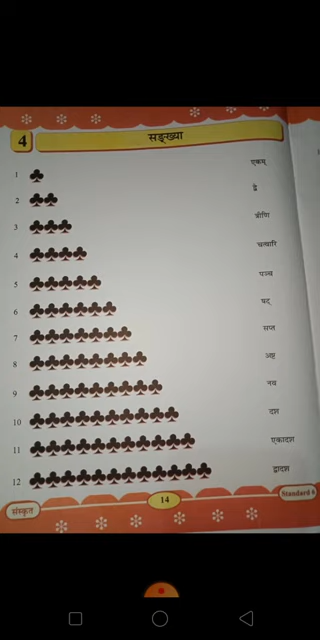 4 सङ्ख्या
1 एकम्
2 द्वे
3 त्रीणि
4 चत्वारि
5 पञ्च
6 षट्
7 सप्त
8 अष्ट
9 नव
10 दश
11 एकादश
12 द्वादश
संस्कृत 14 Standard 6